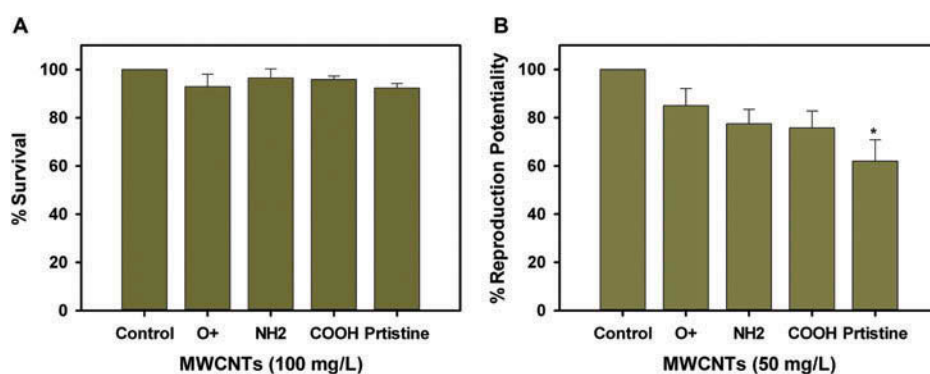 A
% Survival
100
80
60
40
20
0
Control O+ NH2 COOH Prtistine
MWCNTs (100 mg/L)
B
% Reproduction Potentiality
100
80
60
40
20
0
*
Control O+ NH2 COOH Prtistine
MWCNTs (50 mg/L)